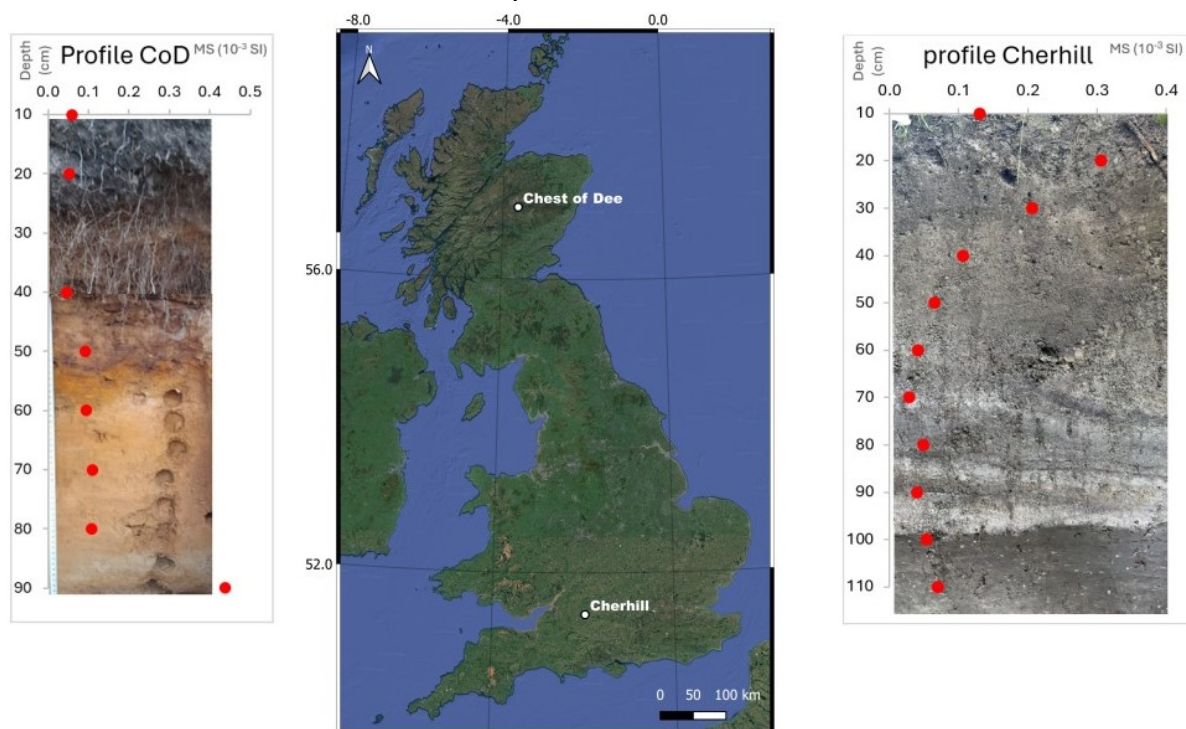 Profile CoD
MS (10⁻³ SI)
Depth
(cm)
0.0 0.1 0.2 0.3 0.4 0.5
10
20
30
40
50
60
70
80
90
-8.0 -4.0 0.0
N
Chest of Dee
56.0
52.0
Cherhill
0 50 100 km
profile Cherhill
MS (10⁻³ SI)
Depth
(cm)
0.0 0.1 0.2 0.3 0.4
10
20
30
40
50
60
70
80
90
100
110